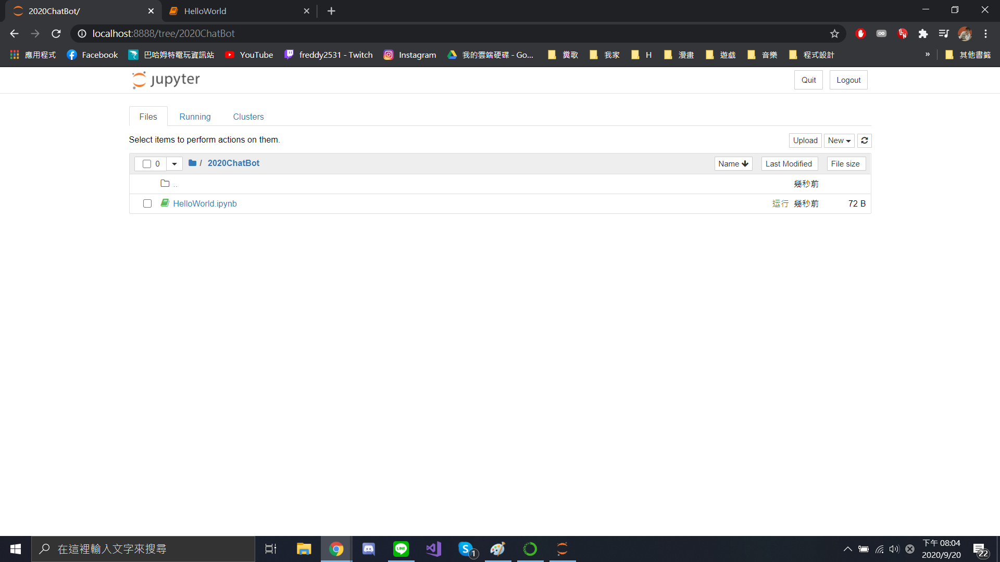 2020ChatBot/ HelloWorld
localhost:8888/tree/2020ChatBot
應用程式 Facebook 巴哈姆特電玩資訊站 YouTube freddy2531 - Twitch Instagram 我的雲端硬碟 - Go... 糞歌 我家 H 漫畫 遊戲 音樂 程式設計 » 其他書籤
jupyter Quit Logout
Files Running Clusters
Select items to perform actions on them. Upload New
0 / 2020ChatBot Name Last Modified File size
.. 幾秒前
HelloWorld.ipynb 运行 幾秒前 72 B
在這裡輸入文字來搜尋 LINE S 1 下午 08:04
2020/9/20 22